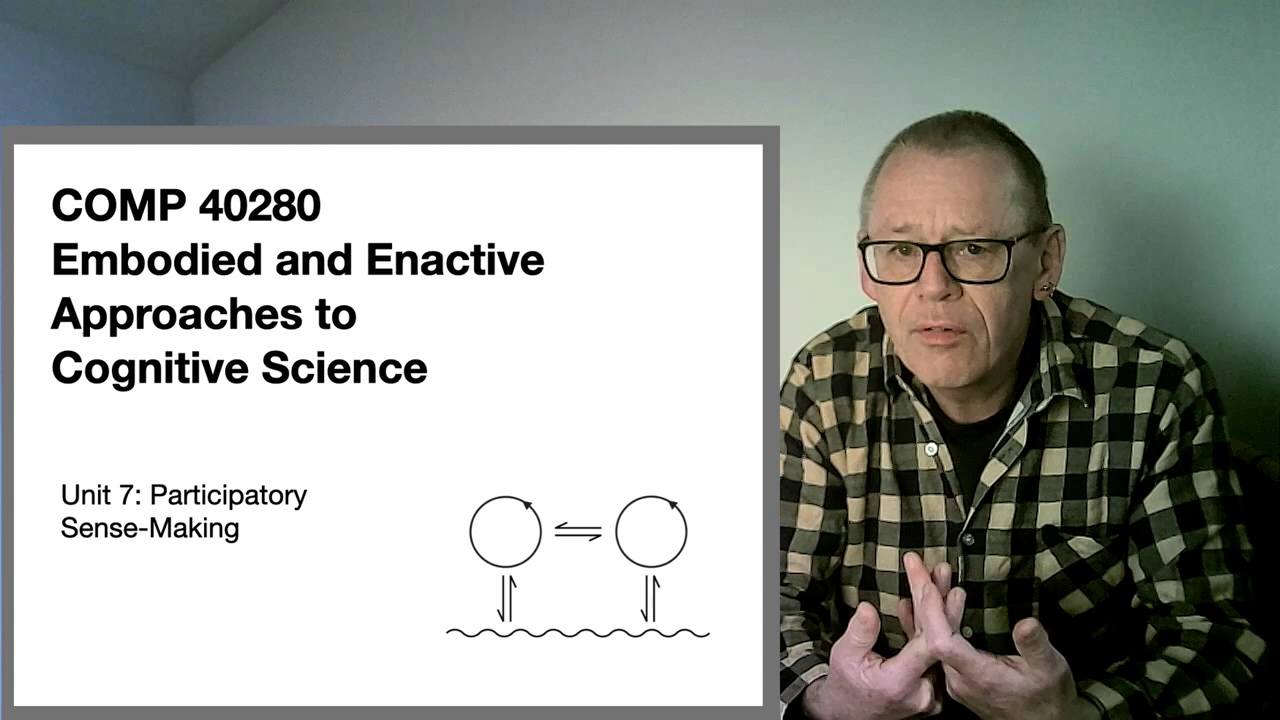 COMP 40280
Embodied and Enactive
Approaches to
Cognitive Science
Unit 7: Participatory
Sense-Making